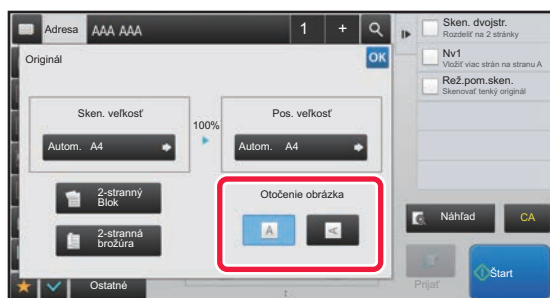 Adresa AAA AAA 1 +
Originál OK
Sken. veľkosť
Autom. A4
100%
Pos. veľkosť
Autom. A4
2-stranný
Blok
2-stranná
brožúra
Otočenie obrázka
A
A
Ostatné
Sken. dvojstr.
Rozdeliť na 2 stránky
Nv1
Vložiť viac strán na stranu A
Rež.pom.sken.
Skenovať tenký originál
Náhľad
CA
Prijať
Štart